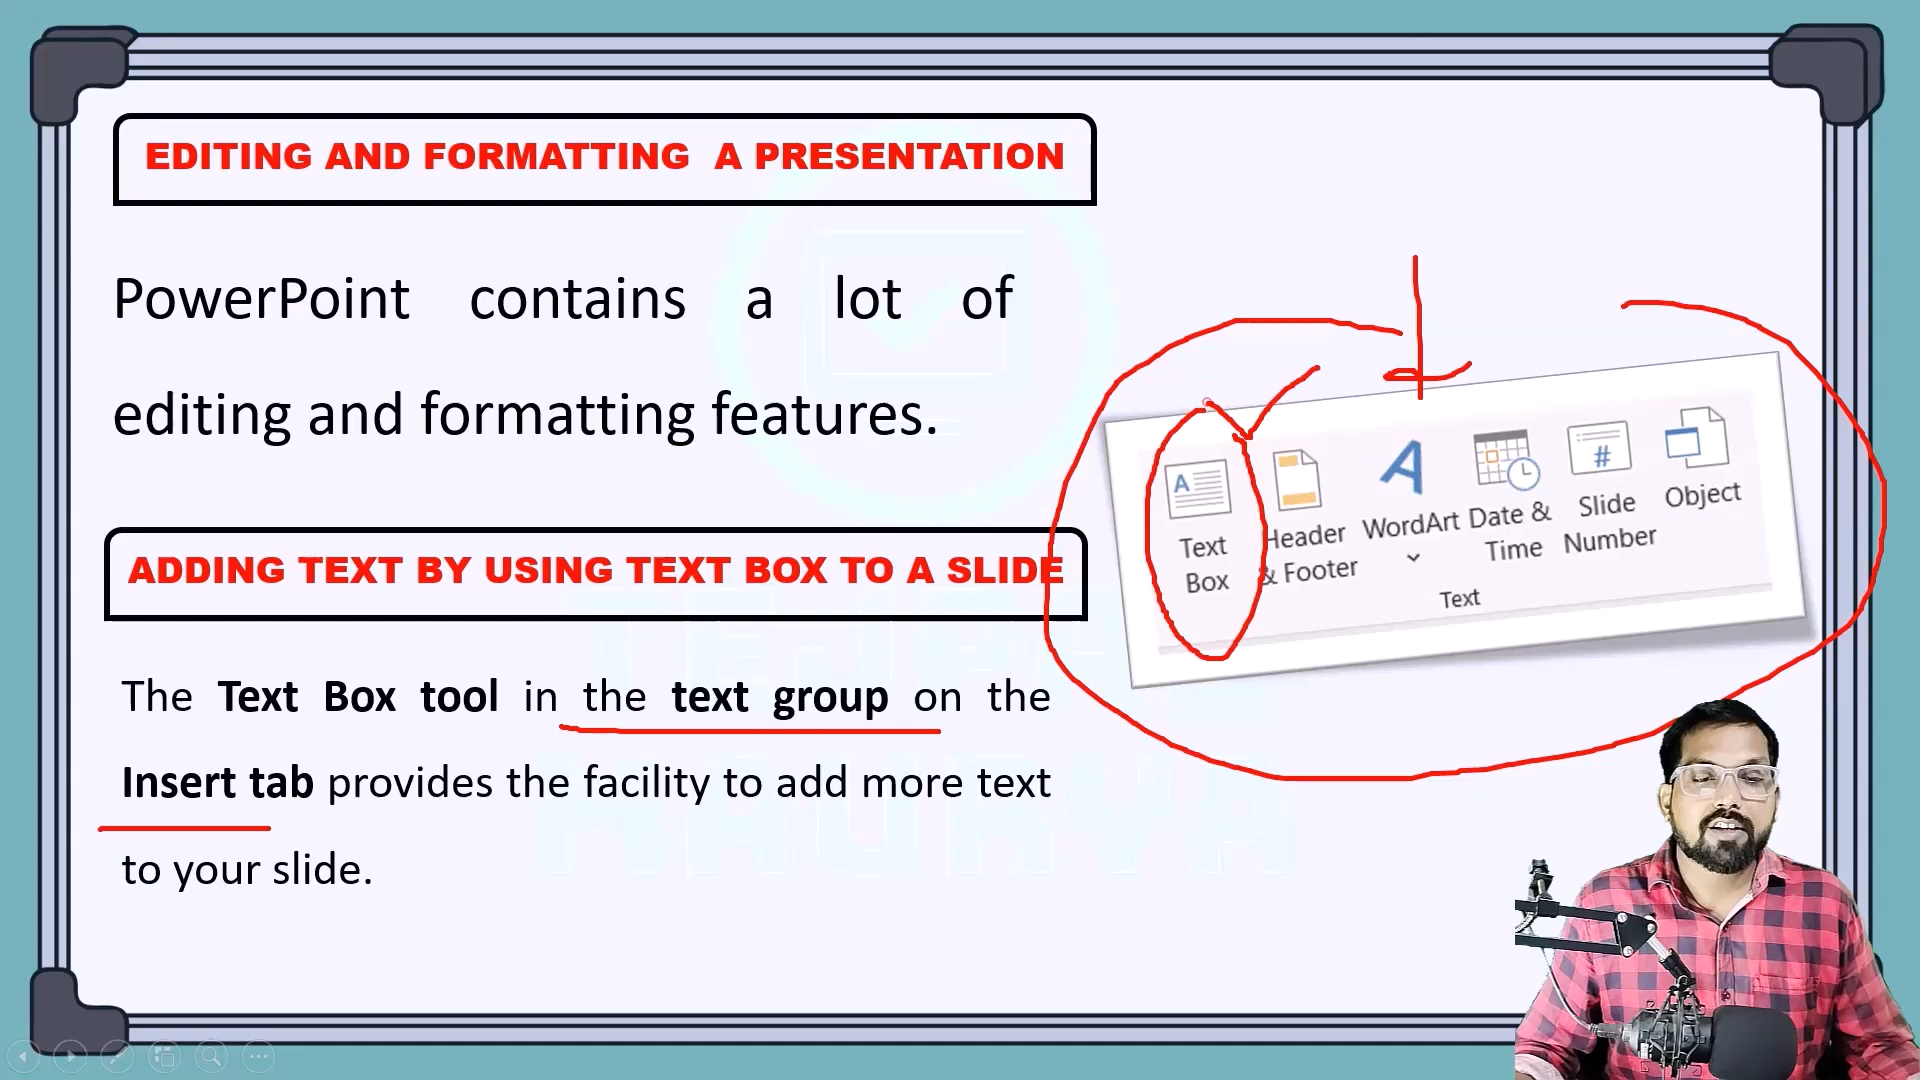 EDITING AND FORMATTING A PRESENTATION
PowerPoint contains a lot of
editing and formatting features.
ADDING TEXT BY USING TEXT BOX TO A SLIDE
The Text Box tool in the text group on the
Insert tab provides the facility to add more text
to your slide.
Text
Box
Header
& Footer
WordArt
Date &
Time
Slide
Number
Object
Text